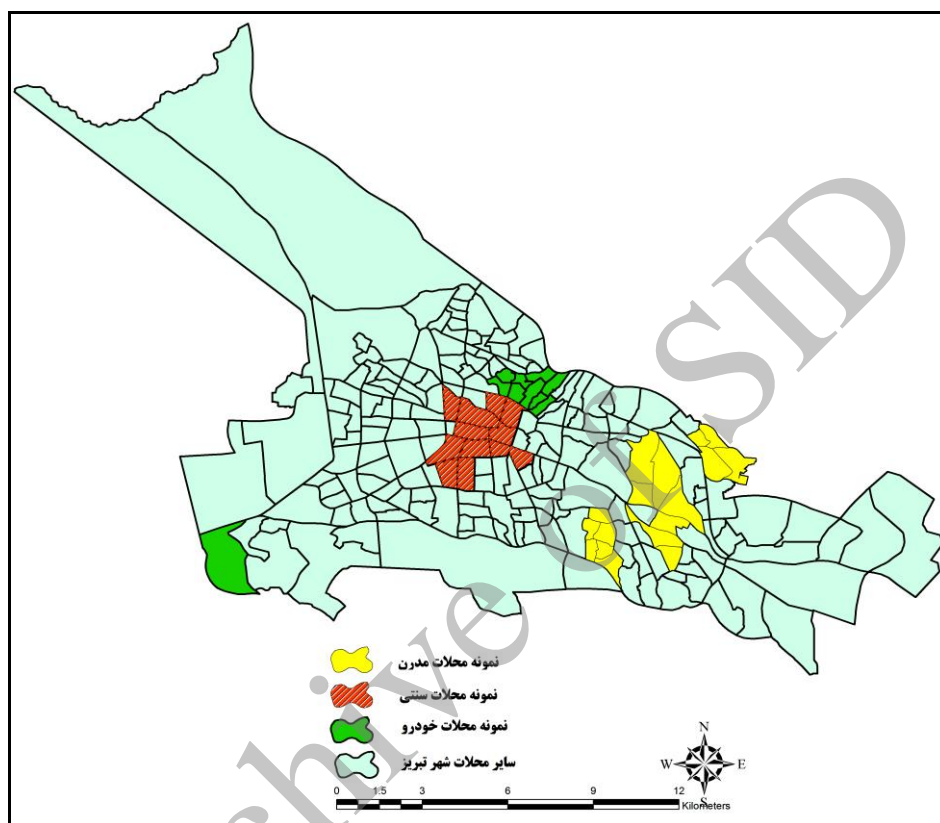 نمونه محلات مدرن
نمونه محلات سنتی
نمونه محلات خودرو
سایر محلات شهر تبریز
N
W E
S
0 1.5 3 6 9 12
Kilometers
Archive of SID